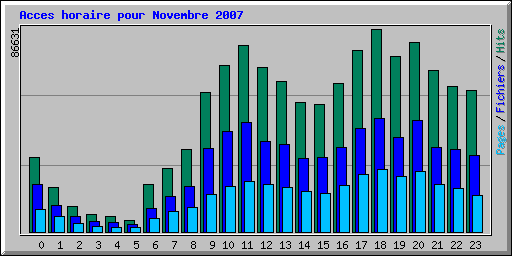 Acces horaire pour Novembre 2007
86631
Pages / Fichiers / Hits
0 1 2 3 4 5 6 7 8 9 10 11 12 13 14 15 16 17 18 19 20 21 22 23